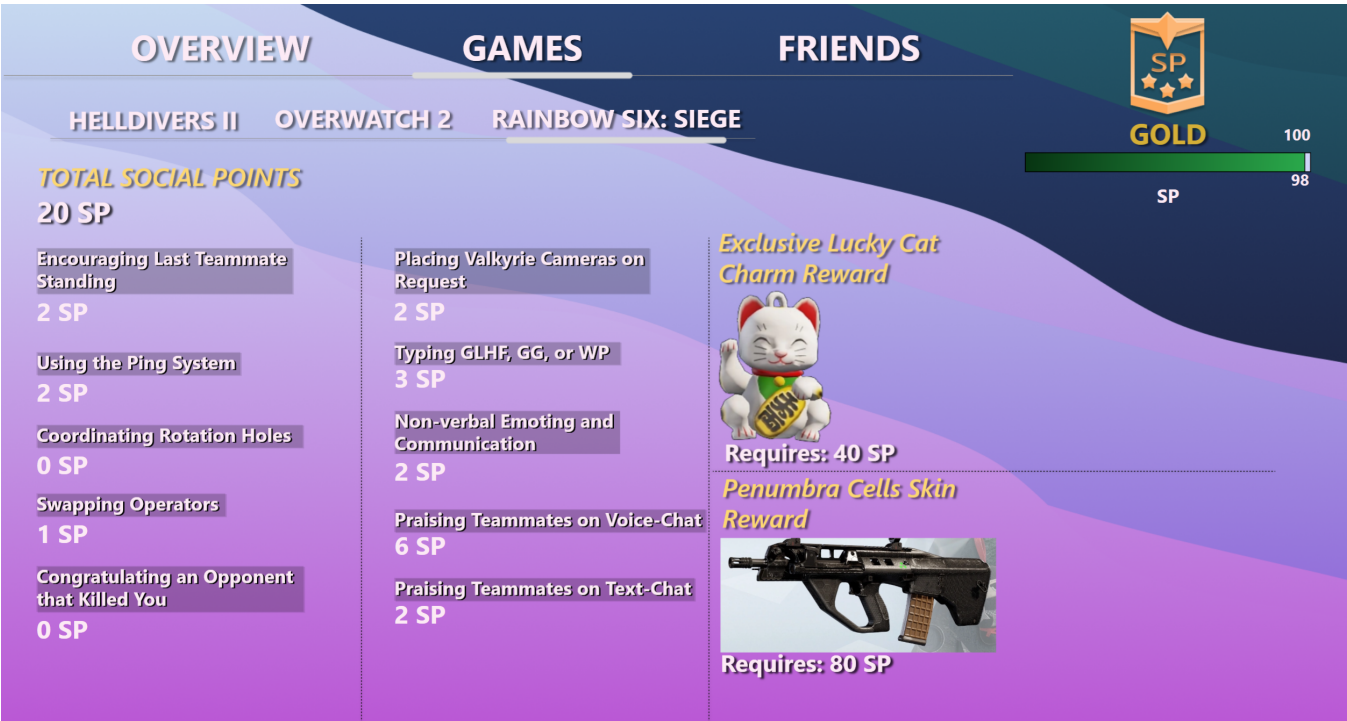 OVERVIEW
GAMES
FRIENDS
SP
GOLD
100
98
SP
HELLDIVERS II
OVERWATCH 2
RAINBOW SIX: SIEGE
TOTAL SOCIAL POINTS
20 SP
Encouraging Last Teammate
Standing
2 SP
Using the Ping System
2 SP
Coordinating Rotation Holes
0 SP
Swapping Operators
1 SP
Congratulating an Opponent
that Killed You
0 SP
Placing Valkyrie Cameras on
Request
2 SP
Typing GLHF, GG, or WP
3 SP
Non-verbal Emoting and
Communication
2 SP
Praising Teammates on Voice-Chat
6 SP
Praising Teammates on Text-Chat
2 SP
Exclusive Lucky Cat
Charm Reward
Requires: 40 SP
Penumbra Cells Skin
Reward
Requires: 80 SP